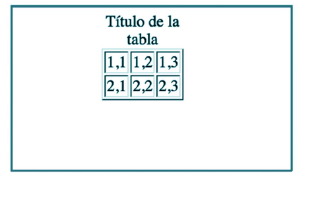 Título de la
tabla
1,1 1,2 1,3
2,1 2,2 2,3